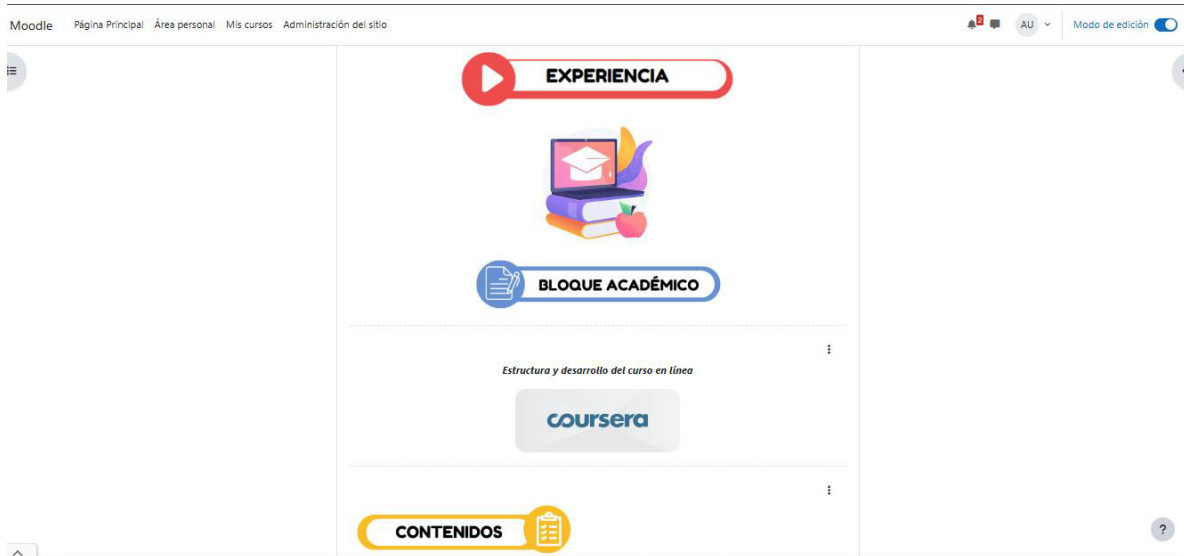 Moodle Página Principal Área personal Mis cursos Administración del sitio 2 AU Modo de edición
EXPERIENCIA
BLOQUE ACADÉMICO
Estructura y desarrollo del curso en línea
coursera
CONTENIDOS
?